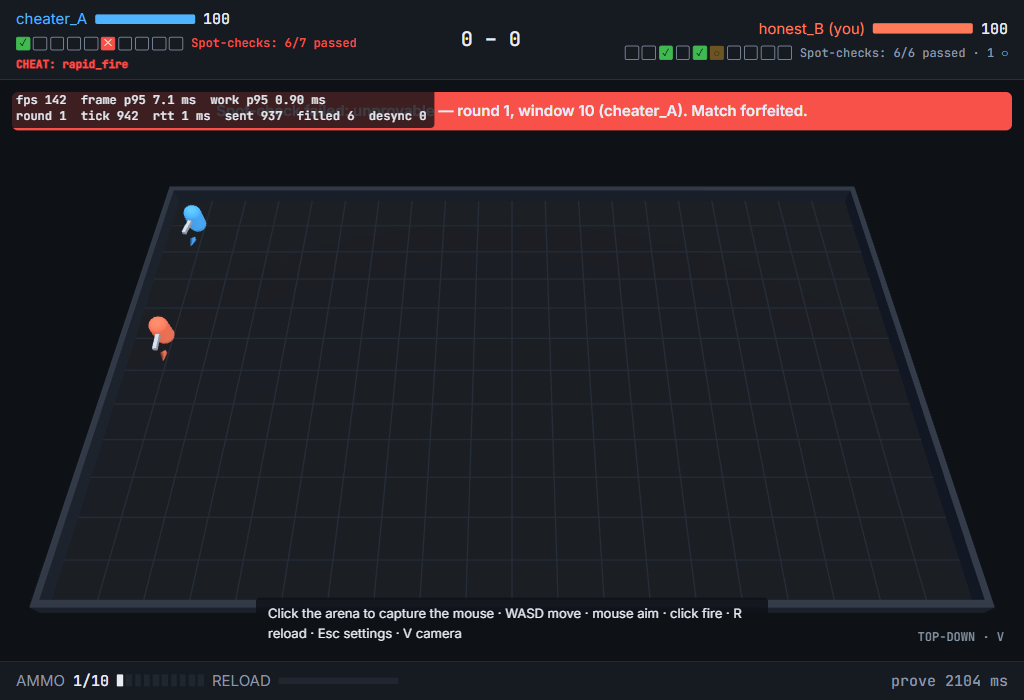 cheater_A 100
Spot-checks: 6/7 passed
CHEAT: rapid_fire
0 – 0
honest_B (you) 100
Spot-checks: 6/6 passed · 1 ○
fps 142 frame p95 7.1 ms work p95 0.90 ms
round 1 tick 942 rtt 1 ms sent 937 filled 6 desync 0
Spot-check failed: unprovable — round 1, window 10 (cheater_A). Match forfeited.
Click the arena to capture the mouse · WASD move · mouse aim · click fire · R
reload · Esc settings · V camera
TOP-DOWN · V
AMMO 1/10 RELOAD
prove 2104 ms